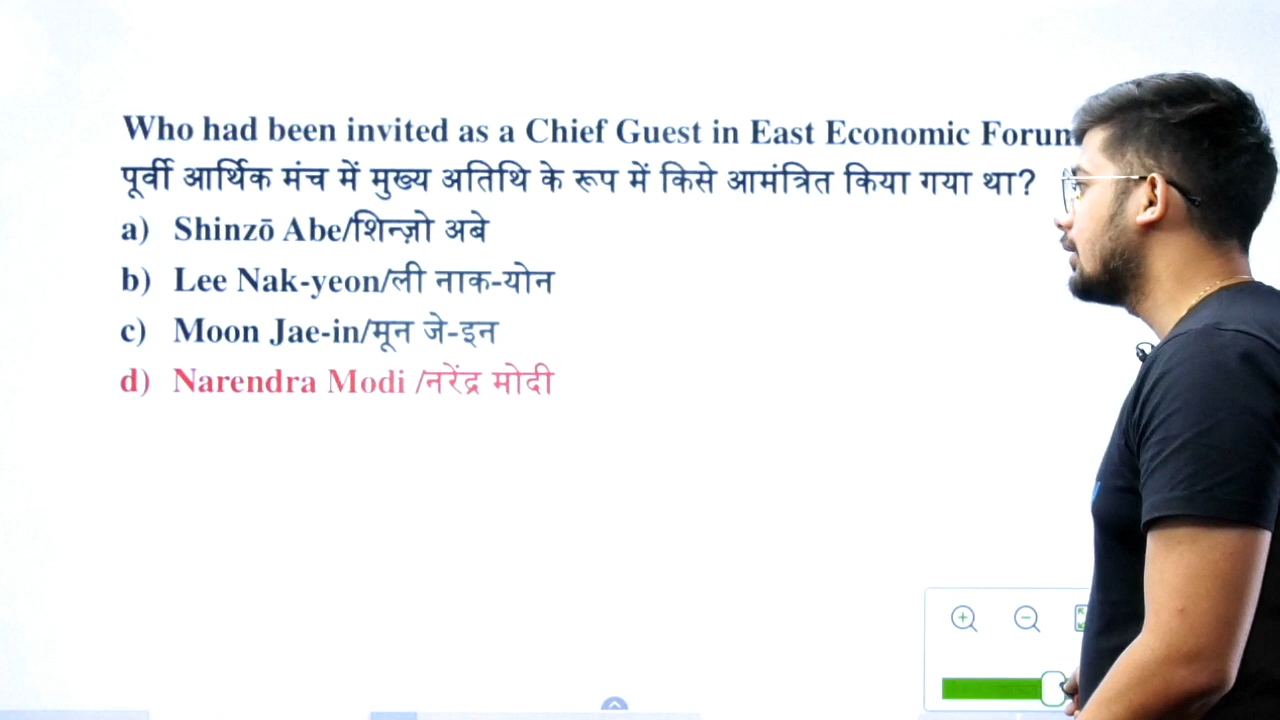 Who had been invited as a Chief Guest in East Economic Forum
पूर्वी आर्थिक मंच में मुख्य अतिथि के रूप में किसे आमंत्रित किया गया था?
a) Shinzō Abe/शिन्ज़ो अबे
b) Lee Nak-yeon/ली नाक-योन
c) Moon Jae-in/मून जे-इन
d) Narendra Modi /नरेंद्र मोदी